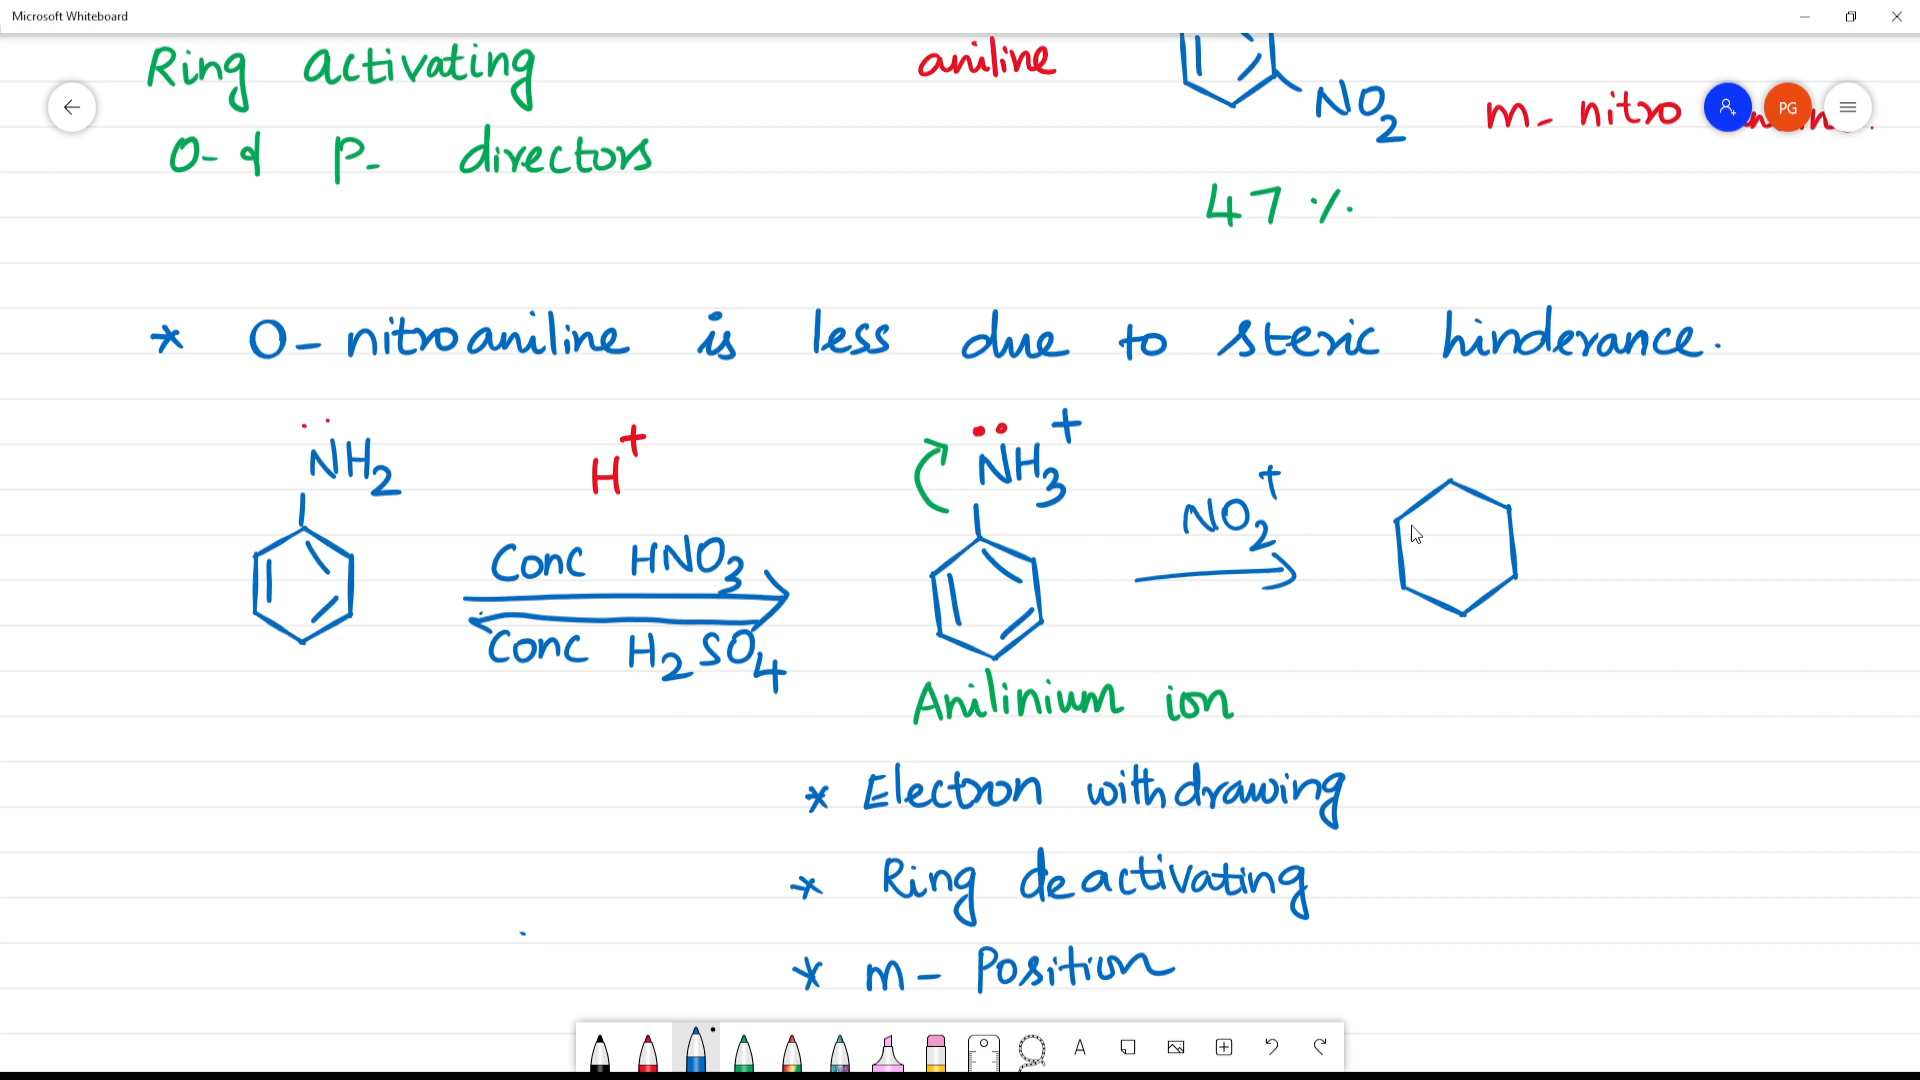 Microsoft Whiteboard
Ring activating
O- & p- directors
aniline
NO2
m- nitro
PG
47 %
* O- nitroaniline is less due to steric hinderance.
NH2
H+
Conc HNO3
Conc H2SO4
NH3+
NO2+
Anilinium ion
* Electron withdrawing
* Ring deactivating
* m- Position
A